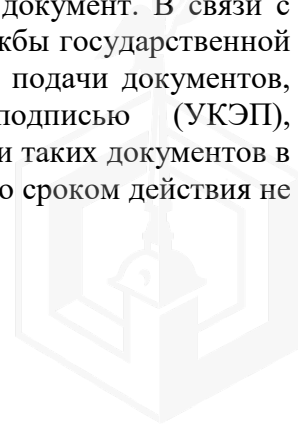 документ. В связи с
жбы государственной
подачи документов,
подписью (УКЭП),
и таких документов в
о сроком действия не